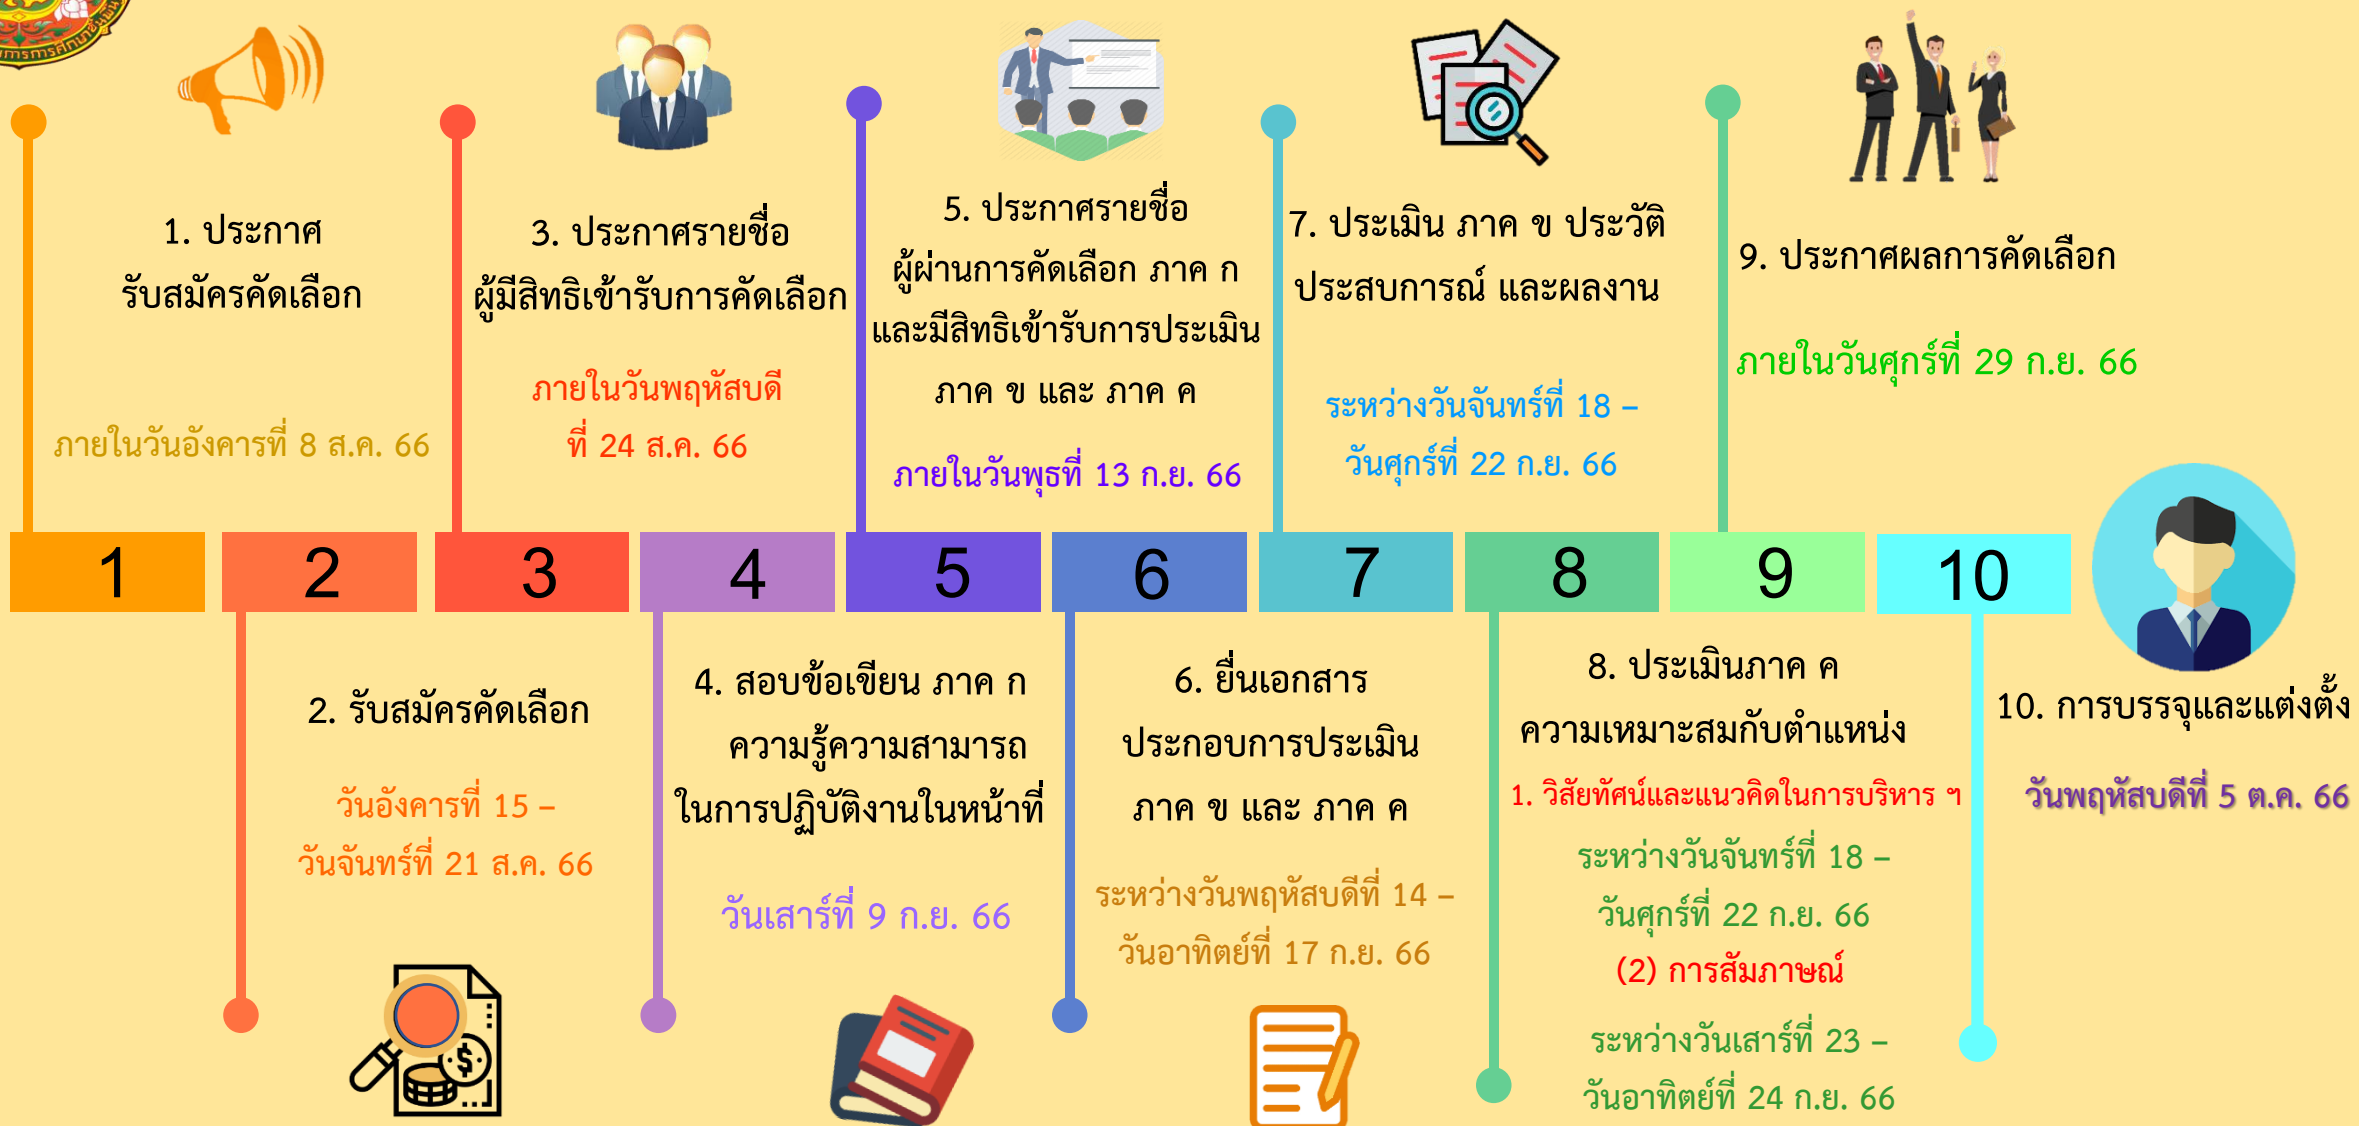 1. ประกาศ
รับสมัครคัดเลือก
ภายในวันอังคารที่ 8 ส.ค. 66
3. ประกาศรายชื่อ
ผู้มีสิทธิเข้ารับการคัดเลือก
ภายในวันพฤหัสบดี
ที่ 24 ส.ค. 66
5. ประกาศรายชื่อ
ผู้ผ่านการคัดเลือก ภาค ก
และมีสิทธิเข้ารับการประเมิน
ภาค ข และ ภาค ค
ภายในวันพุธที่ 13 ก.ย. 66
7. ประเมิน ภาค ข ประวัติ
ประสบการณ์ และผลงาน
ระหว่างวันจันทร์ที่ 18 –
วันศุกร์ที่ 22 ก.ย. 66
9. ประกาศผลการคัดเลือก
ภายในวันศุกร์ที่ 29 ก.ย. 66
1 2 3 4 5 6 7 8 9 10
2. รับสมัครคัดเลือก
วันอังคารที่ 15 –
วันจันทร์ที่ 21 ส.ค. 66
4. สอบข้อเขียน ภาค ก
ความรู้ความสามารถ
ในการปฏิบัติงานในหน้าที่
วันเสาร์ที่ 9 ก.ย. 66
6. ยื่นเอกสาร
ประกอบการประเมิน
ภาค ข และ ภาค ค
ระหว่างวันพฤหัสบดีที่ 14 –
วันอาทิตย์ที่ 17 ก.ย. 66
8. ประเมินภาค ค
ความเหมาะสมกับตำแหน่ง
1. วิสัยทัศน์และแนวคิดในการบริหาร ฯ
ระหว่างวันจันทร์ที่ 18 –
วันศุกร์ที่ 22 ก.ย. 66
(2) การสัมภาษณ์
ระหว่างวันเสาร์ที่ 23 –
วันอาทิตย์ที่ 24 ก.ย. 66
10. การบรรจุและแต่งตั้ง
วันพฤหัสบดีที่ 5 ต.ค. 66